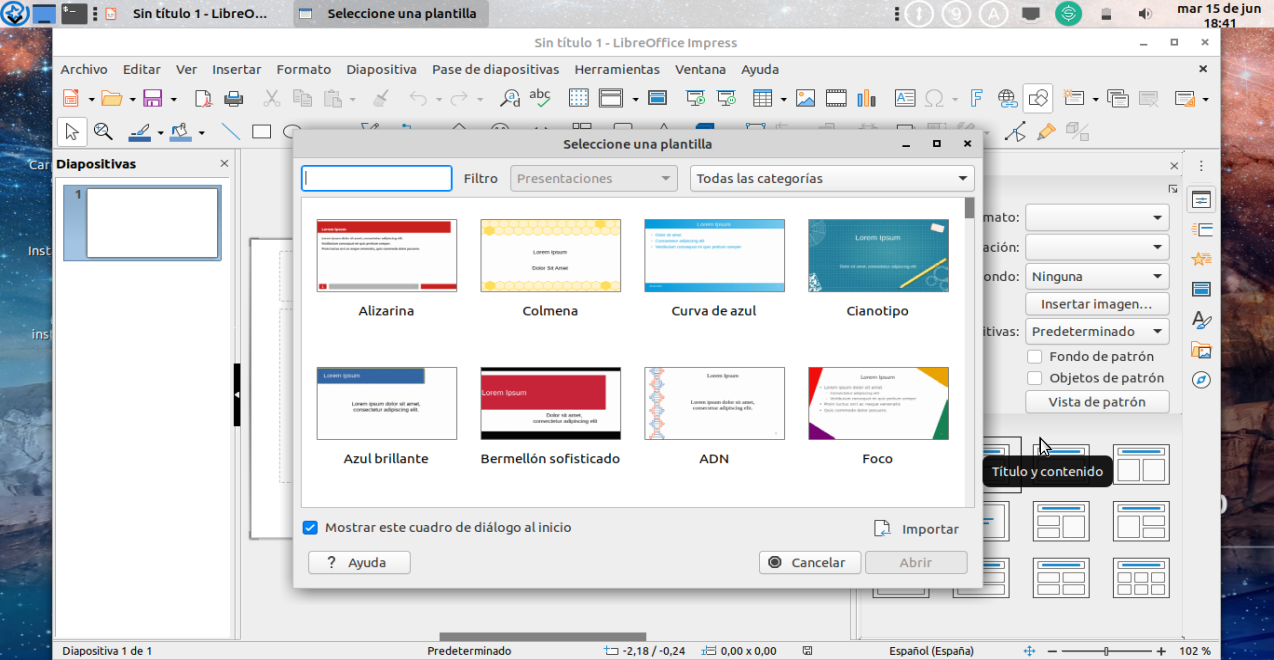 Sin título 1 - LibreO...
Seleccione una plantilla
mar 15 de jun
18:41
Sin título 1 - LibreOffice Impress
Archivo Editar Ver Insertar Formato Diapositiva Pase de diapositivas Herramientas Ventana Ayuda
Diapositivas
1
Seleccione una plantilla
Filtro
Presentaciones
Todas las categorías
Lorem Ipsum
Dolor Sit Amet
Lorem Ipsum
Lorem Ipsum
Alizarina
Colmena
Curva de azul
Cianotipo
Lorem Ipsum
Lorem ipsum dolor sit amet,
consectetur adipiscing elit.
Lorem Ipsum
Dolor sit amet,
consectetur adipiscing elit
Lorem Ipsum
Lorem ipsum dolor sit amet,
consectetur adipiscing elit.
Lorem Ipsum
Azul brillante
Bermellón sofisticado
ADN
Foco
Mostrar este cuadro de diálogo al inicio
Importar
? Ayuda
Cancelar
Abrir
mato:
ación:
ondo:
Ninguna
Insertar imagen...
itivas:
Predeterminado
Fondo de patrón
Objetos de patrón
Vista de patrón
Título y contenido
Car
Inst
inst
Diapositiva 1 de 1
Predeterminado
-2,18 / -0,24
0,00 x 0,00
Español (España)
102 %